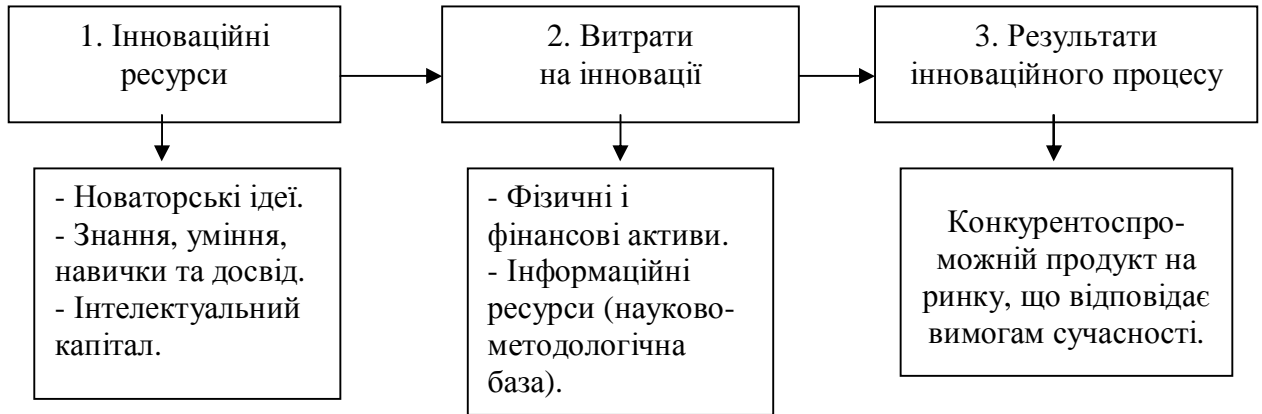 1. Інноваційні
ресурси
2. Витрати
на інновації
3. Результати
інноваційного процесу
- Новаторські ідеї.
- Знання, уміння,
навички та досвід.
- Інтелектуальний
капітал.
- Фізичні і
фінансові активи.
- Інформаційні
ресурси (науково-
методологічна
база).
Конкурентоспро-
можній продукт на
ринку, що відповідає
вимогам сучасності.